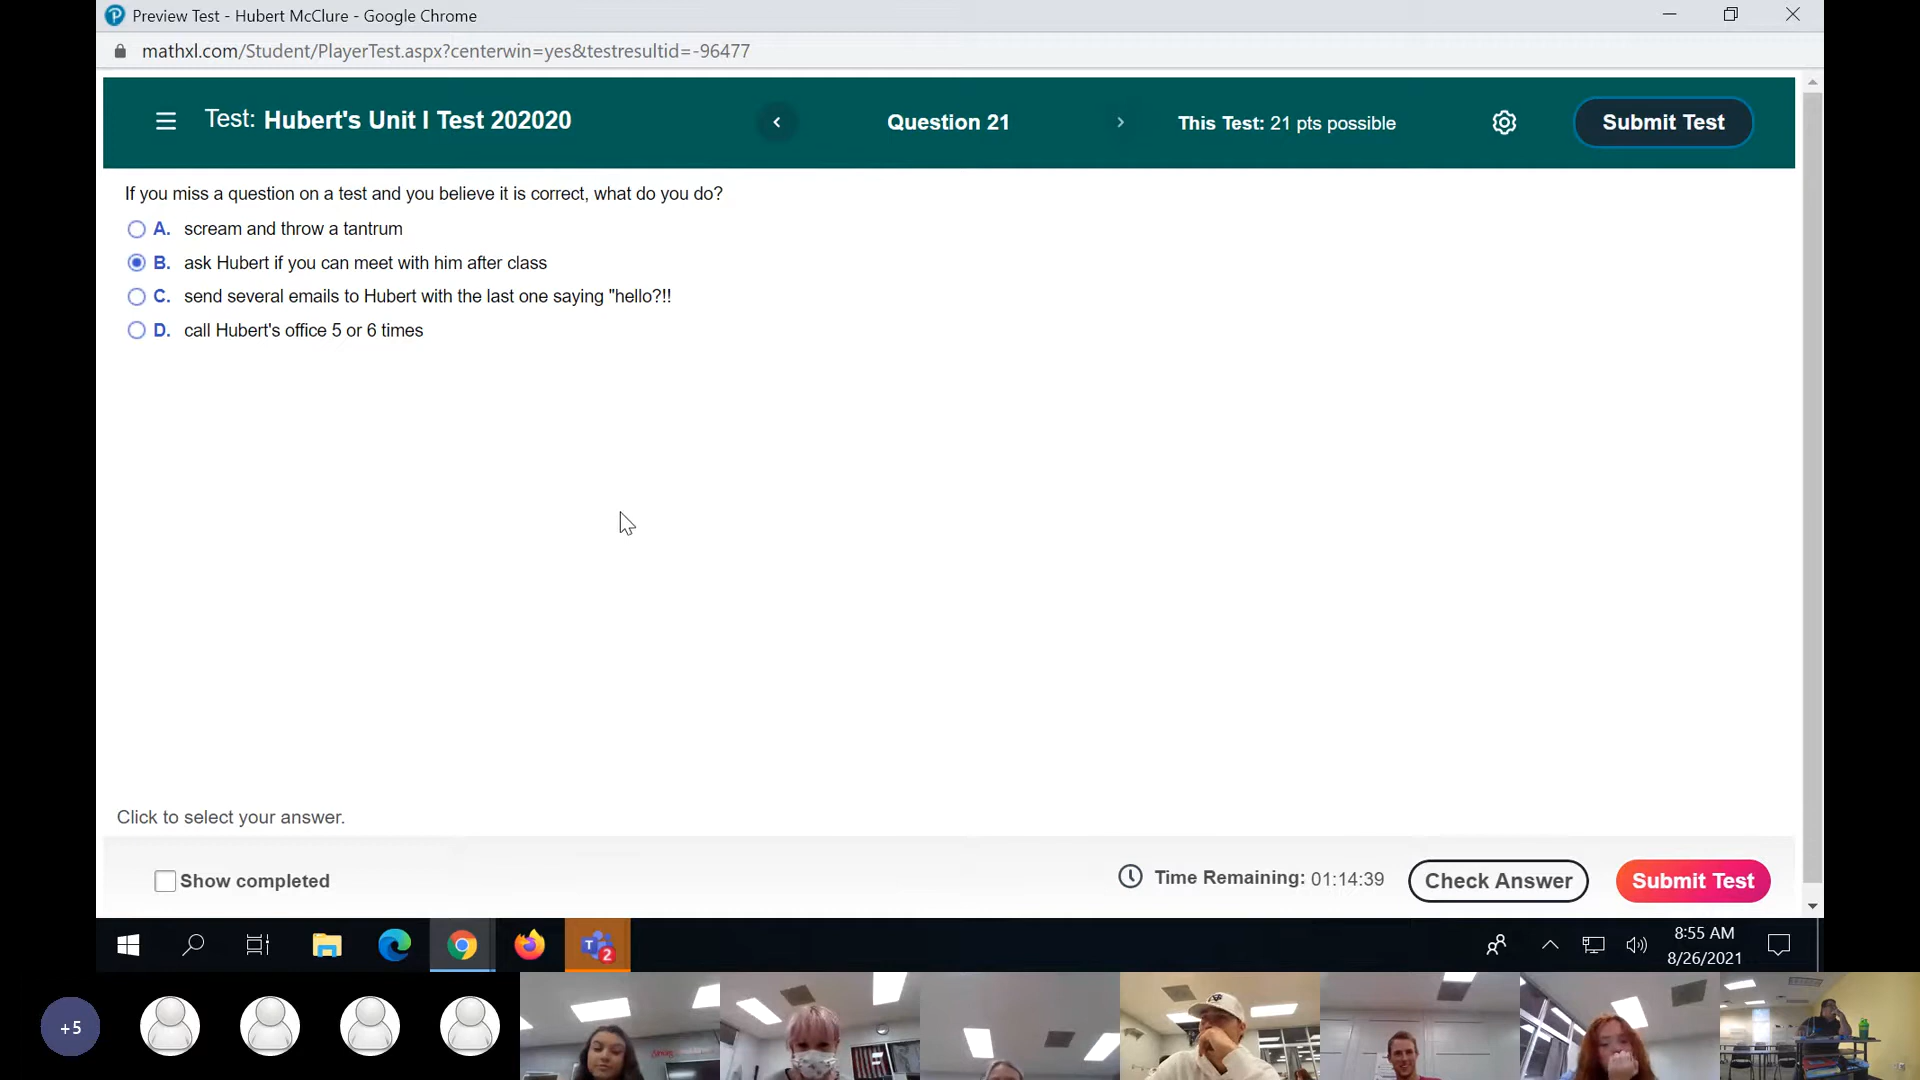 Preview Test - Hubert McClure - Google Chrome
mathxl.com/Student/PlayerTest.aspx?centerwin=yes&testresultid=-96477
Test: Hubert's Unit I Test 202020
Question 21
This Test: 21 pts possible
Submit Test
If you miss a question on a test and you believe it is correct, what do you do?
A. scream and throw a tantrum
B. ask Hubert if you can meet with him after class
C. send several emails to Hubert with the last one saying "hello?!!
D. call Hubert's office 5 or 6 times
Click to select your answer.
Show completed
Time Remaining: 01:14:39
Check Answer
Submit Test
T
2
8:55 AM
8/26/2021
+5